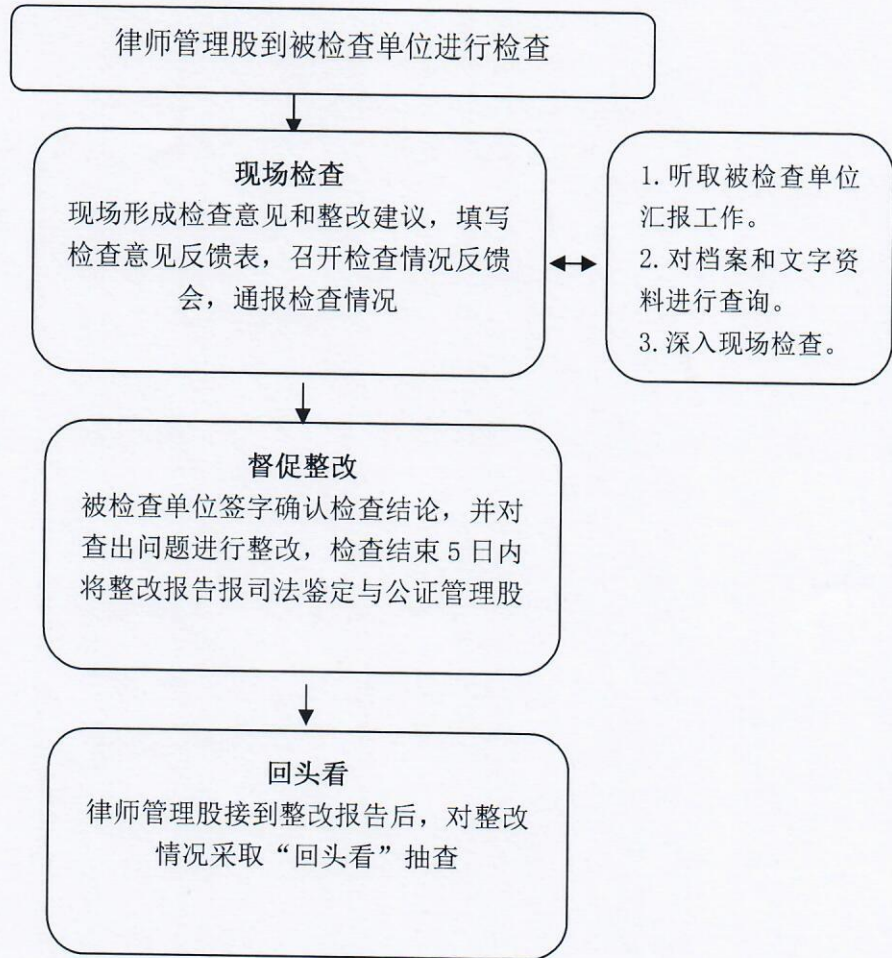 律师管理股到被检查单位进行检查
现场检查
现场形成检查意见和整改建议，填写
检查意见反馈表，召开检查情况反馈
会，通报检查情况
1.听取被检查单位
汇报工作。
2.对档案和文字资
料进行查询。
3.深入现场检查。
督促整改
被检查单位签字确认检查结论，并对
查出问题进行整改，检查结束 5 日内
将整改报告报司法鉴定与公证管理股
回头看
律师管理股接到整改报告后，对整改
情况采取“回头看”抽查